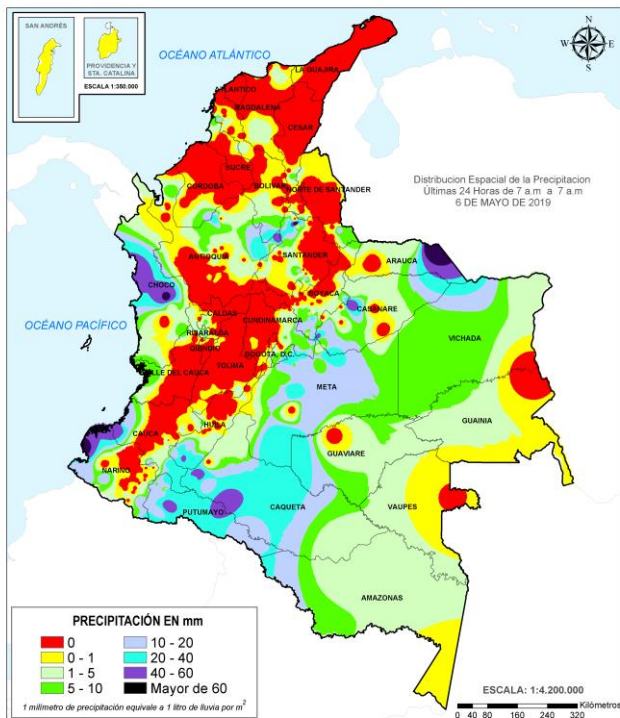 SAN ANDRÉS
PROVIDENCIA Y
STA. CATALINA
ESCALA 1:350.000
OCÉANO ATLÁNTICO
N
W E
S
LA GUAJIRA
ATLANTICO
MAGDALENA
CESAR
Distribucion Espacial de la Precipitacion
Últimas 24 Horas de 7 a.m a 7 a.m
6 DE MAYO DE 2019
SUCRE
CORDOBA
BOLIVAR
NORTE DE SANTANDER
ANTIOQUIA
SANTANDER
ARAUCA
CHOCO
BOYACA
CASANARE
OCÉANO PACÍFICO
CALDAS
CUNDINAMARCA
RISARALDA
VICHADA
QUINDIO
BOGOTA, D.C.
VALLE DEL CAUCA
TOLIMA
META
GUAINIA
CAUCA
HUILA
GUAVIARE
NARIÑO
VAUPES
CAQUETA
PUTUMAYO
AMAZONAS
PRECIPITACIÓN EN mm
0 10 - 20
0 - 1 20 - 40
1 - 5 40 - 60
5 - 10 Mayor de 60
1 milímetro de precipitación equivale a 1 litro de lluvia por m2
ESCALA: 1:4.200.000
Kilómetros
0 40 80 160 240 320